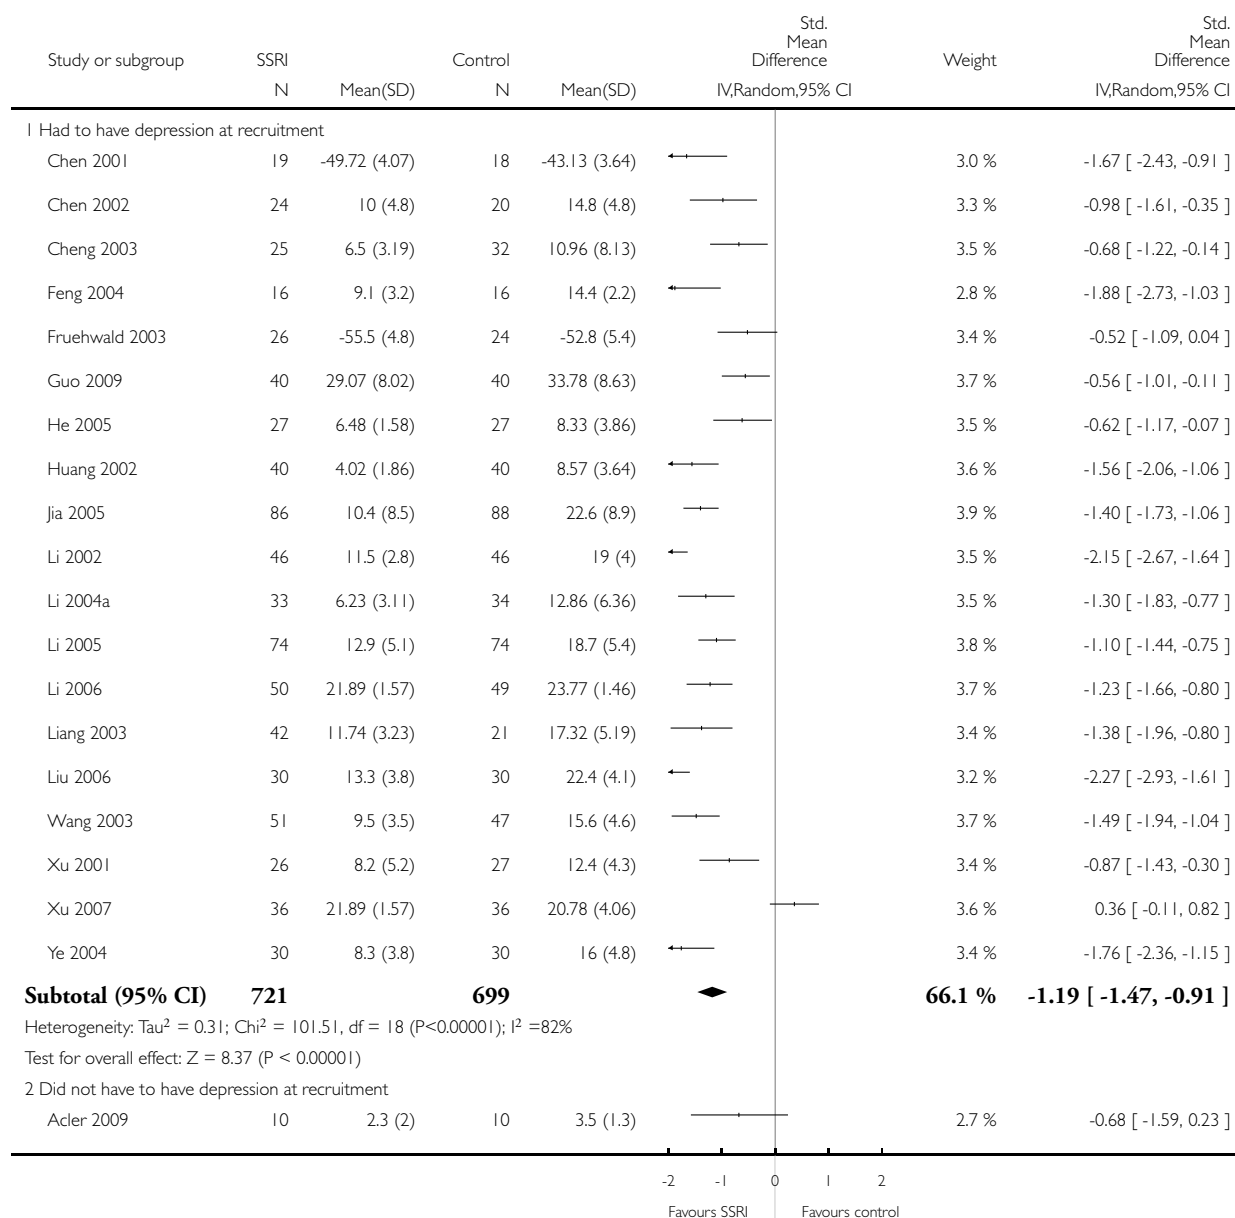 Std. Mean Difference Std. Mean Difference
Study or subgroup SSRI Control Weight
N Mean(SD) N Mean(SD) IV,Random,95% CI IV,Random,95% CI
1 Had to have depression at recruitment
Chen 2001 19 -49.72 (4.07) 18 -43.13 (3.64) 3.0 % -1.67 [ -2.43, -0.91 ]
Chen 2002 24 10 (4.8) 20 14.8 (4.8) 3.3 % -0.98 [ -1.61, -0.35 ]
Cheng 2003 25 6.5 (3.19) 32 10.96 (8.13) 3.5 % -0.68 [ -1.22, -0.14 ]
Feng 2004 16 9.1 (3.2) 16 14.4 (2.2) 2.8 % -1.88 [ -2.73, -1.03 ]
Fruehwald 2003 26 -55.5 (4.8) 24 -52.8 (5.4) 3.4 % -0.52 [ -1.09, 0.04 ]
Guo 2009 40 29.07 (8.02) 40 33.78 (8.63) 3.7 % -0.56 [ -1.01, -0.11 ]
He 2005 27 6.48 (1.58) 27 8.33 (3.86) 3.5 % -0.62 [ -1.17, -0.07 ]
Huang 2002 40 4.02 (1.86) 40 8.57 (3.64) 3.6 % -1.56 [ -2.06, -1.06 ]
Jia 2005 86 10.4 (8.5) 88 22.6 (8.9) 3.9 % -1.40 [ -1.73, -1.06 ]
Li 2002 46 11.5 (2.8) 46 19 (4) 3.5 % -2.15 [ -2.67, -1.64 ]
Li 2004a 33 6.23 (3.11) 34 12.86 (6.36) 3.5 % -1.30 [ -1.83, -0.77 ]
Li 2005 74 12.9 (5.1) 74 18.7 (5.4) 3.8 % -1.10 [ -1.44, -0.75 ]
Li 2006 50 21.89 (1.57) 49 23.77 (1.46) 3.7 % -1.23 [ -1.66, -0.80 ]
Liang 2003 42 11.74 (3.23) 21 17.32 (5.19) 3.4 % -1.38 [ -1.96, -0.80 ]
Liu 2006 30 13.3 (3.8) 30 22.4 (4.1) 3.2 % -2.27 [ -2.93, -1.61 ]
Wang 2003 51 9.5 (3.5) 47 15.6 (4.6) 3.7 % -1.49 [ -1.94, -1.04 ]
Xu 2001 26 8.2 (5.2) 27 12.4 (4.3) 3.4 % -0.87 [ -1.43, -0.30 ]
Xu 2007 36 21.89 (1.57) 36 20.78 (4.06) 3.6 % 0.36 [ -0.11, 0.82 ]
Ye 2004 30 8.3 (3.8) 30 16 (4.8) 3.4 % -1.76 [ -2.36, -1.15 ]
Subtotal (95% CI) 721 699 66.1 % -1.19 [ -1.47, -0.91 ]
Heterogeneity: Tau² = 0.31; Chi² = 101.51, df = 18 (P<0.00001); I² =82%
Test for overall effect: Z = 8.37 (P < 0.00001)
2 Did not have to have depression at recruitment
Acler 2009 10 2.3 (2) 10 3.5 (1.3) 2.7 % -0.68 [ -1.59, 0.23 ]
-2 -1 0 1 2
Favours SSRI Favours control